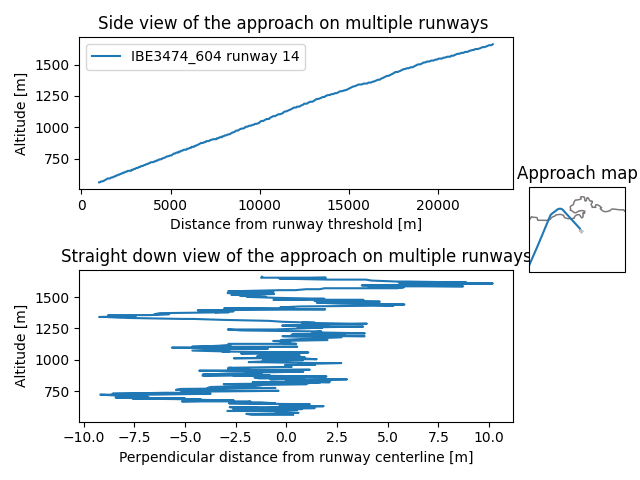 Side view of the approach on multiple runways
IBE3474_604 runway 14
Altitude [m]
1500
1250
1000
750
0
5000
10000
15000
20000
Distance from runway threshold [m]
Approach map
Straight down view of the approach on multiple runways
Altitude [m]
1500
1250
1000
750
−10.0
−7.5
−5.0
−2.5
0.0
2.5
5.0
7.5
10.0
Perpendicular distance from runway centerline [m]